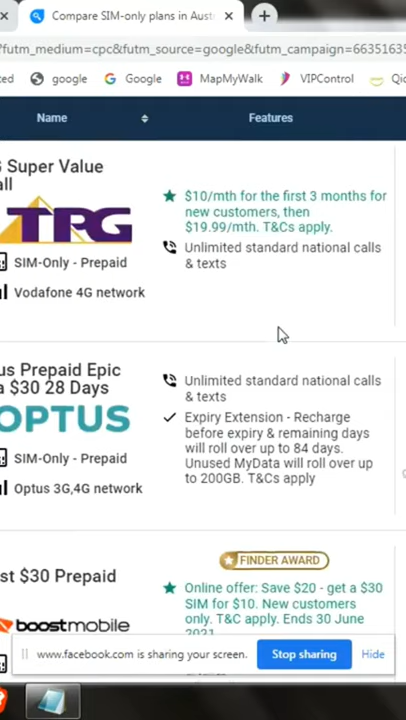 Compare SIM-only plans in Aust
futm_medium=cpc&futm_source=google&futm_campaign=66351635
google
Google
MapMyWalk
VIPControl
Name
Features
Super Value
TPG
SIM-Only - Prepaid
Vodafone 4G network
$10/mth for the first 3 months for
new customers, then
$19.99/mth. T&Cs apply.
Unlimited standard national calls
& texts
us Prepaid Epic
a $30 28 Days
OPTUS
SIM-Only - Prepaid
Optus 3G,4G network
Unlimited standard national calls
& texts
Expiry Extension - Recharge
before expiry & remaining days
will roll over up to 84 days.
Unused MyData will roll over up
to 200GB. T&Cs apply
st $30 Prepaid
boostmobile
FINDER AWARD
Online offer: Save $20 - get a $30
SIM for $10. New customers
only. T&C apply. Ends 30 June
2021
www.facebook.com is sharing your screen.
Stop sharing
Hide